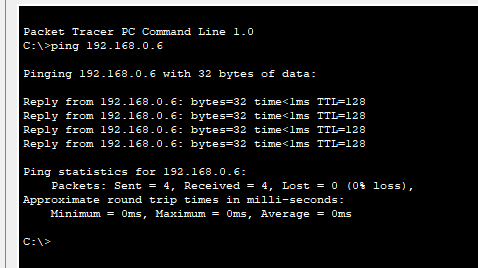 Packet Tracer PC Command Line 1.0
C:\>ping 192.168.0.6
Pinging 192.168.0.6 with 32 bytes of data:
Reply from 192.168.0.6: bytes=32 time<1ms TTL=128
Reply from 192.168.0.6: bytes=32 time<1ms TTL=128
Reply from 192.168.0.6: bytes=32 time<1ms TTL=128
Reply from 192.168.0.6: bytes=32 time<1ms TTL=128
Ping statistics for 192.168.0.6:
    Packets: Sent = 4, Received = 4, Lost = 0 (0% loss),
Approximate round trip times in milli-seconds:
    Minimum = 0ms, Maximum = 0ms, Average = 0ms
C:\>